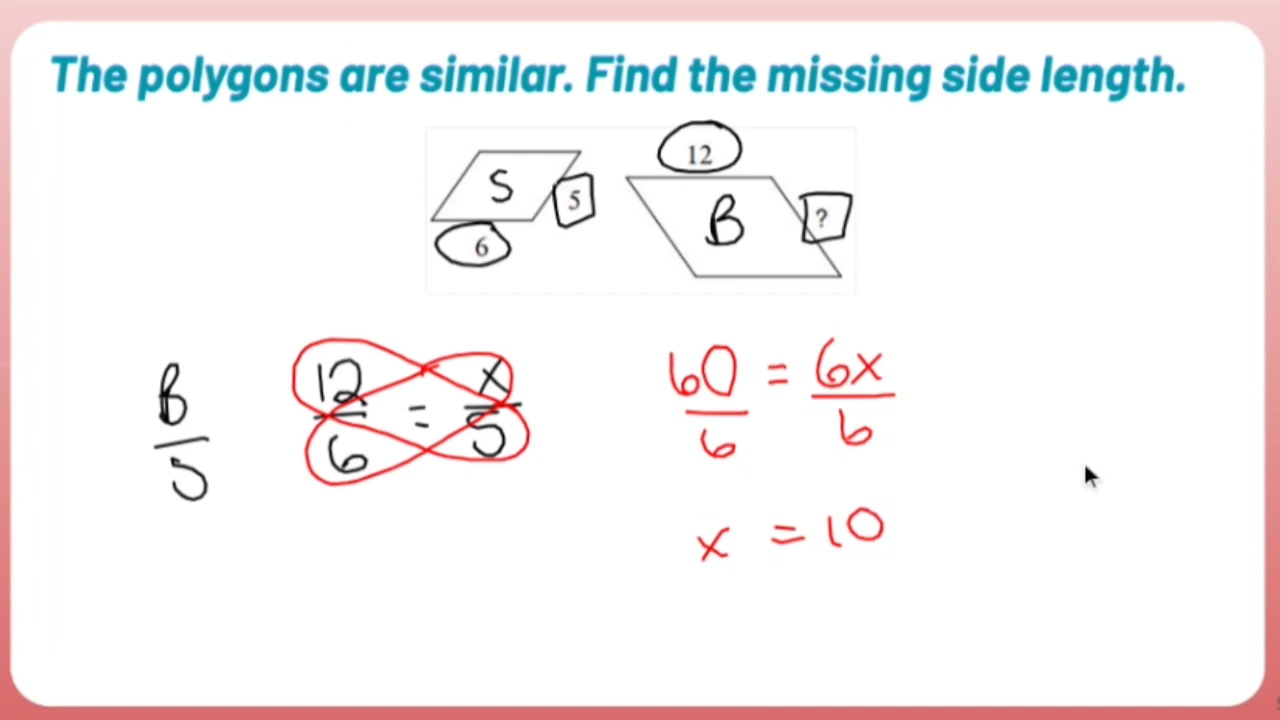 The polygons are similar. Find the missing side length.
12
S
5
B
?
6
B/S 12/6 = x/5
60/6 = 6x/6
x = 10